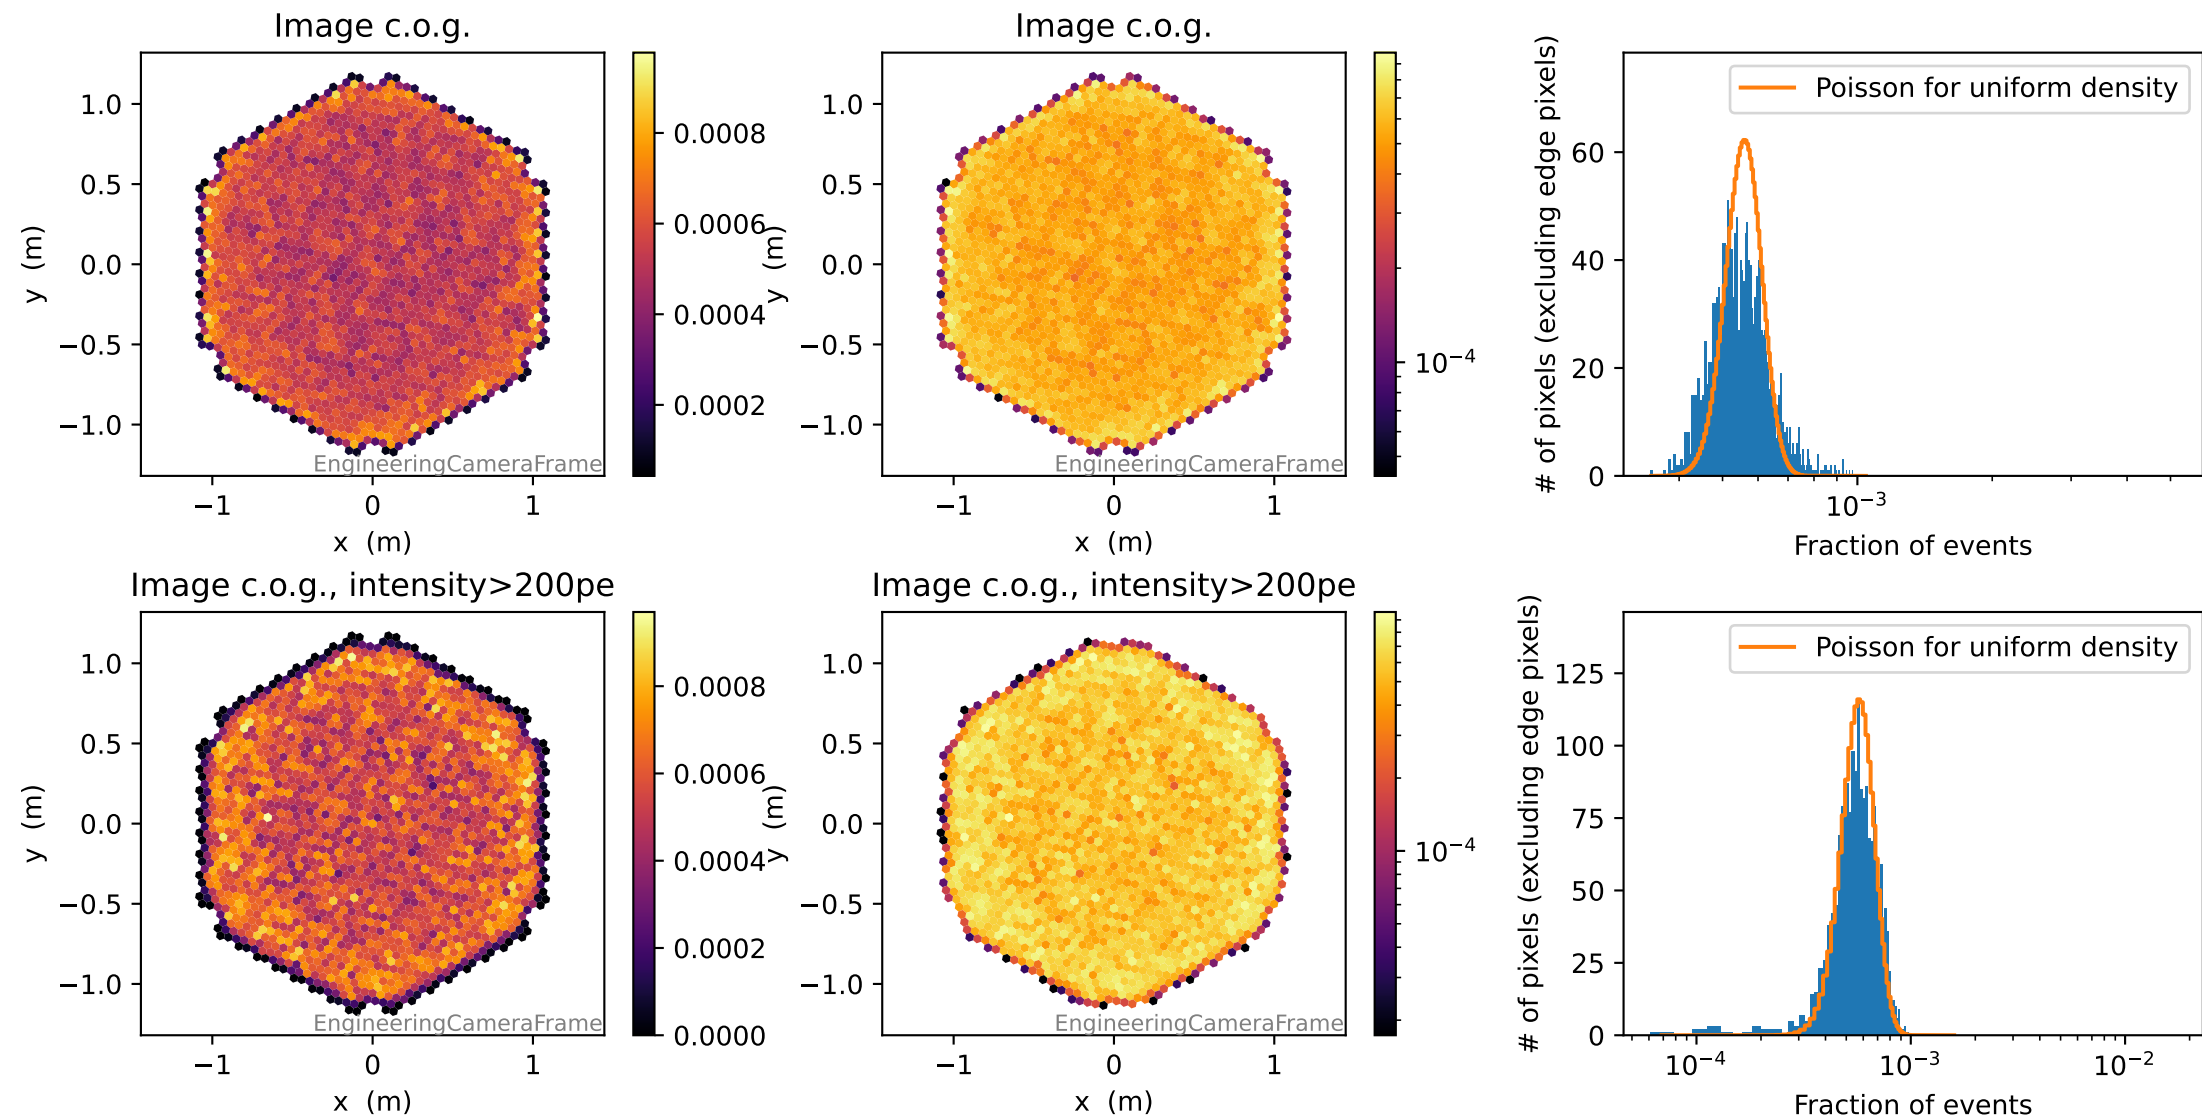 Image c.o.g.
y (m)
1.0
0.5
0.0
−0.5
−1.0
−1
0
1
x (m)
EngineeringCameraFrame
0.0008
0.0006
0.0004
0.0002
Image c.o.g.
y (m)
1.0
0.5
0.0
−0.5
−1.0
−1
0
1
x (m)
EngineeringCameraFrame
10⁻⁴
# of pixels (excluding edge pixels)
60
40
20
0
Poisson for uniform density
10⁻³
Fraction of events
Image c.o.g., intensity>200pe
y (m)
1.0
0.5
0.0
−0.5
−1.0
−1
0
1
x (m)
EngineeringCameraFrame
0.0008
0.0006
0.0004
0.0002
0.0000
Image c.o.g., intensity>200pe
y (m)
1.0
0.5
0.0
−0.5
−1.0
−1
0
1
x (m)
EngineeringCameraFrame
10⁻⁴
# of pixels (excluding edge pixels)
125
100
75
50
25
0
Poisson for uniform density
10⁻⁴
10⁻³
10⁻²
Fraction of events